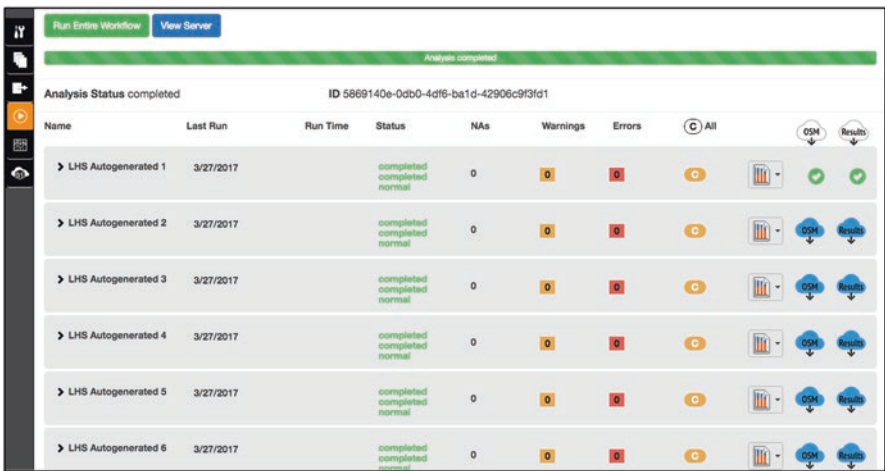 Run Entire Workflow View Server
Analysis completed
Analysis Status completed ID 5869140e-0db0-4df6-ba1d-42906c9f3fd1
Name Last Run Run Time Status NAs Warnings Errors C All OSM Results
LHS Autogenerated 1 3/27/2017 completed 0 0 0 C
completed
normal
LHS Autogenerated 2 3/27/2017 completed 0 0 0 C OSM Results
completed
normal
LHS Autogenerated 3 3/27/2017 completed 0 0 0 C OSM Results
completed
normal
LHS Autogenerated 4 3/27/2017 completed 0 0 0 C OSM Results
completed
normal
LHS Autogenerated 5 3/27/2017 completed 0 0 0 C OSM Results
completed
normal
LHS Autogenerated 6 3/27/2017 completed 0 0 0 C OSM Results
completed
normal